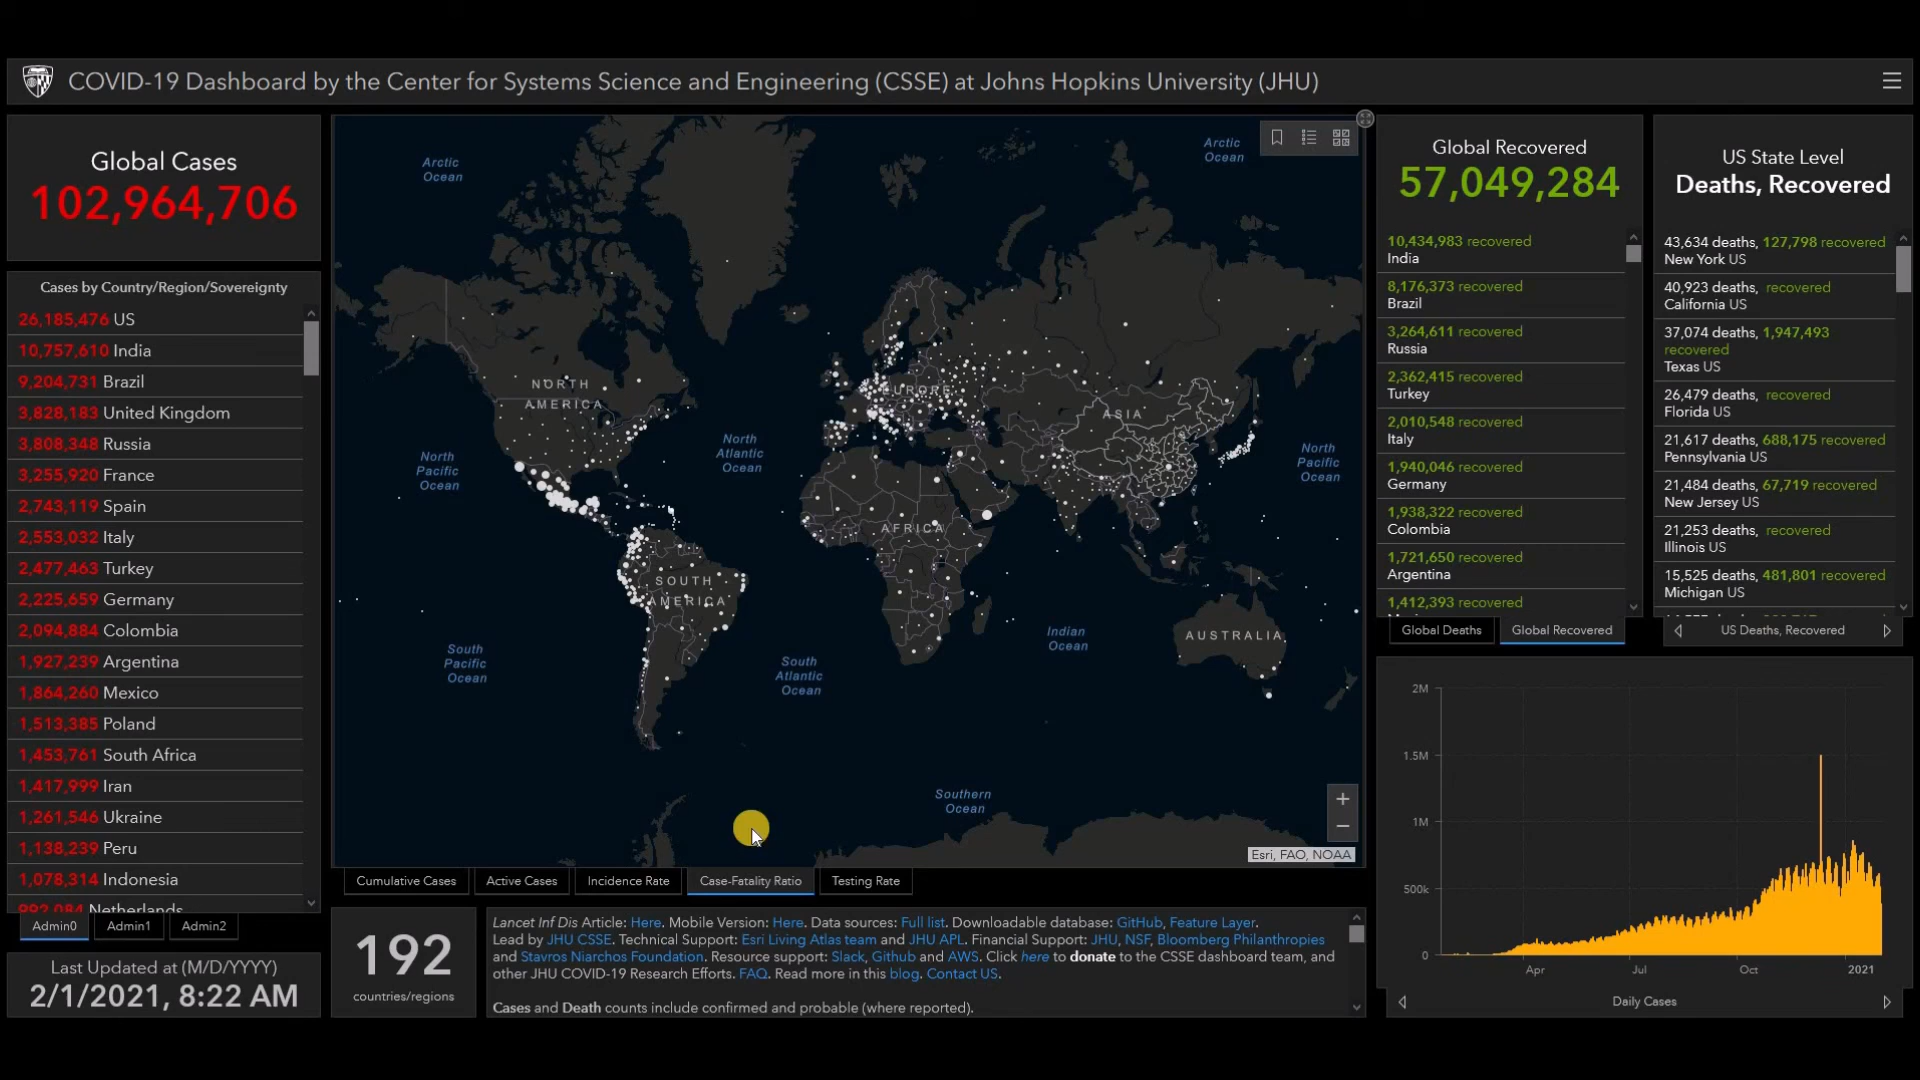 COVID-19 Dashboard by the Center for Systems Science and Engineering (CSSE) at Johns Hopkins University (JHU)
Global Cases
102,964,706
Cases by Country/Region/Sovereignty
26,185,476 US
10,757,610 India
9,204,731 Brazil
3,828,183 United Kingdom
3,808,348 Russia
3,255,920 France
2,743,119 Spain
2,553,032 Italy
2,477,463 Turkey
2,225,659 Germany
2,094,884 Colombia
1,927,239 Argentina
1,864,260 Mexico
1,513,385 Poland
1,453,761 South Africa
1,417,999 Iran
1,261,546 Ukraine
1,138,239 Peru
1,078,314 Indonesia
992,084 Netherlands
Admin0
Admin1
Admin2
Last Updated at (M/D/YYYY)
2/1/2021, 8:22 AM
Arctic
Ocean
Arctic
Ocean
NORTH
AMERICA
EUROPE
ASIA
North
Pacific
Ocean
North
Atlantic
Ocean
North
Pacific
Ocean
AFRICA
SOUTH
AMERICA
AUSTRALIA
Indian
Ocean
South
Pacific
Ocean
South
Atlantic
Ocean
Southern
Ocean
+
−
Esri, FAO, NOAA
Cumulative Cases
Active Cases
Incidence Rate
Case-Fatality Ratio
Testing Rate
192
countries/regions
Lancet Inf Dis Article: Here. Mobile Version: Here. Data sources: Full list. Downloadable database: GitHub, Feature Layer.
Lead by JHU CSSE. Technical Support: Esri Living Atlas team and JHU APL. Financial Support: JHU, NSF, Bloomberg Philanthropies
and Stavros Niarchos Foundation. Resource support: Slack, Github and AWS. Click here to donate to the CSSE dashboard team, and
other JHU COVID-19 Research Efforts. FAQ. Read more in this blog. Contact US.
Cases and Death counts include confirmed and probable (where reported).
Global Recovered
57,049,284
10,434,983 recovered
India
8,176,373 recovered
Brazil
3,264,611 recovered
Russia
2,362,415 recovered
Turkey
2,010,548 recovered
Italy
1,940,046 recovered
Germany
1,938,322 recovered
Colombia
1,721,650 recovered
Argentina
1,412,393 recovered
Global Deaths
Global Recovered
US State Level
Deaths, Recovered
43,634 deaths, 127,798 recovered
New York US
40,923 deaths, recovered
California US
37,074 deaths, 1,947,493
recovered
Texas US
26,479 deaths, recovered
Florida US
21,617 deaths, 688,175 recovered
Pennsylvania US
21,484 deaths, 67,719 recovered
New Jersey US
21,253 deaths, recovered
Illinois US
15,525 deaths, 481,801 recovered
Michigan US
US Deaths, Recovered
2M
1.5M
1M
500k
0
Apr
Jul
Oct
2021
Daily Cases